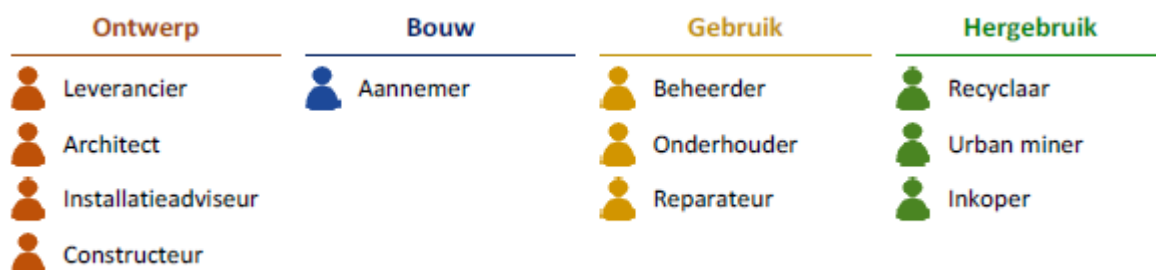 Ontwerp
Leverancier
Architect
Installatieadviseur
Constructeur
Bouw
Aannemer
Gebruik
Beheerder
Onderhouder
Reparateur
Hergebruik
Recyclaar
Urban miner
Inkoper